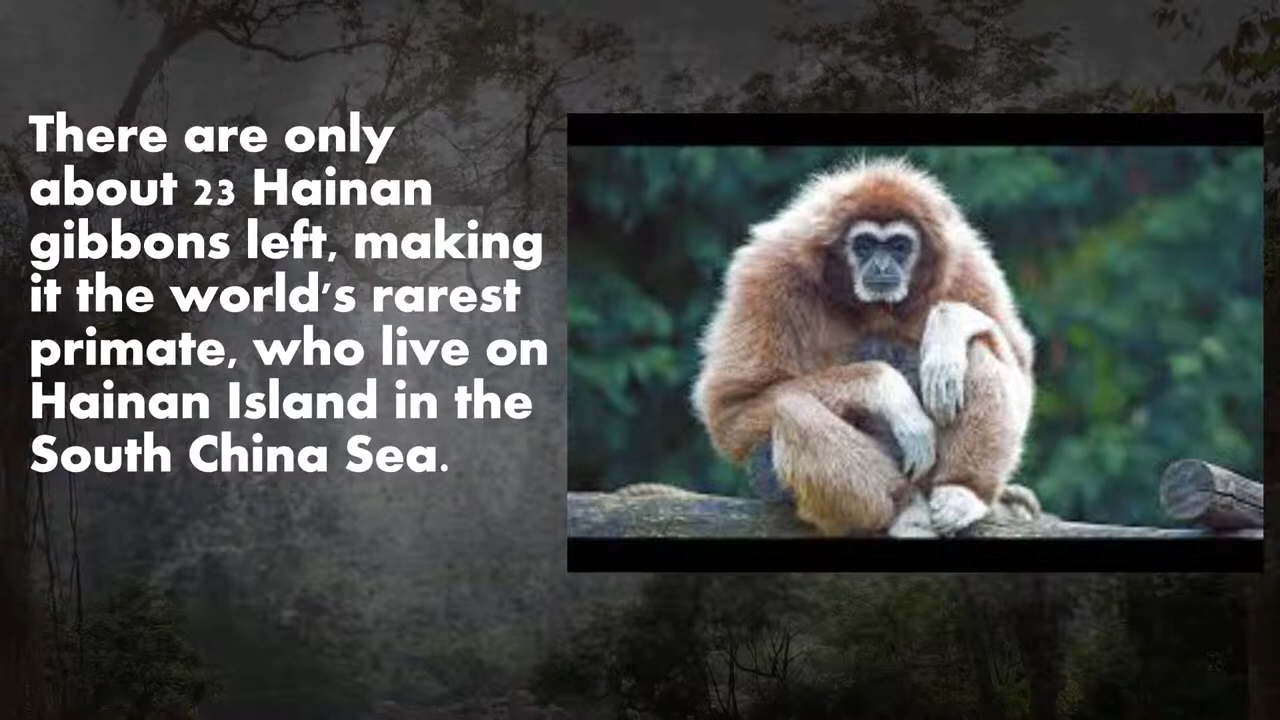 There are only
about 23 Hainan
gibbons left, making
it the world's rarest
primate, who live on
Hainan Island in the
South China Sea.